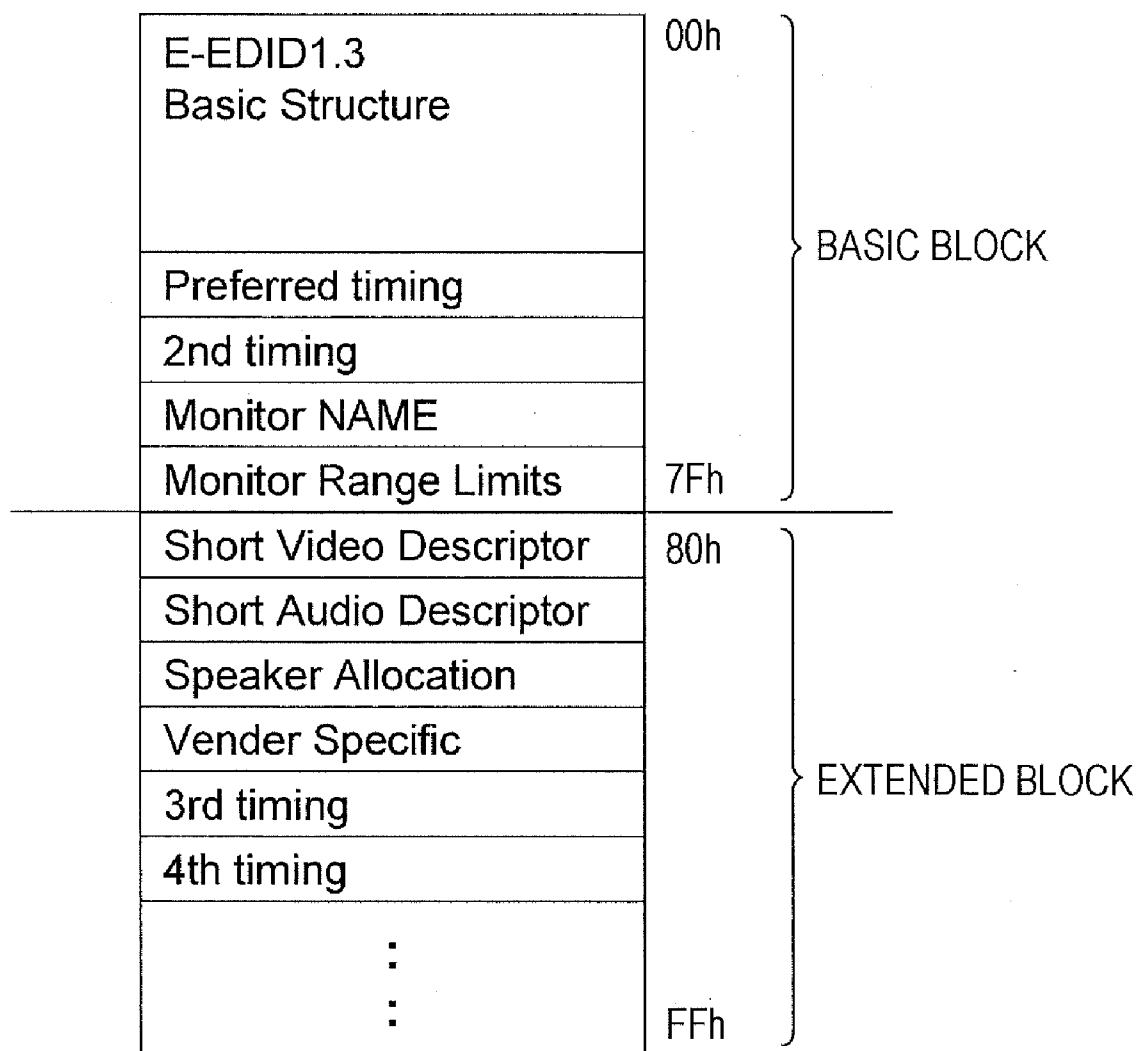 E-EDID1.3
Basic Structure
00h
Preferred timing
2nd timing
Monitor NAME
Monitor Range Limits
7Fh
BASIC BLOCK
Short Video Descriptor
80h
Short Audio Descriptor
Speaker Allocation
Vender Specific
3rd timing
4th timing
EXTENDED BLOCK
FFh